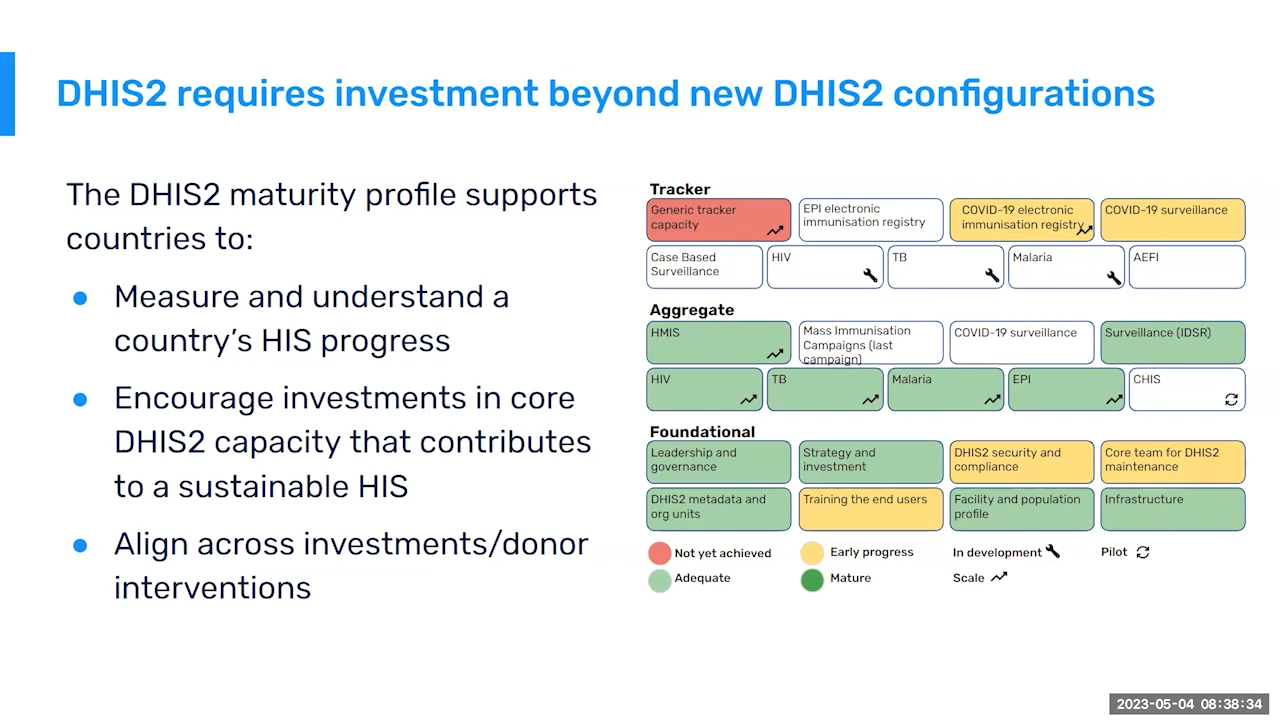 DHIS2 requires investment beyond new DHIS2 configurations
The DHIS2 maturity profile supports
countries to:
● Measure and understand a
country’s HIS progress
● Encourage investments in core
DHIS2 capacity that contributes
to a sustainable HIS
● Align across investments/donor
interventions
Tracker
Generic tracker
capacity
EPI electronic
immunisation registry
COVID-19 electronic
immunisation registry
COVID-19 surveillance
Case Based
Surveillance
HIV
TB
Malaria
AEFI
Aggregate
HMIS
Mass Immunisation
Campaigns (last
campaign)
COVID-19 surveillance
Surveillance (IDSR)
HIV
TB
Malaria
EPI
CHIS
Foundational
Leadership and
governance
Strategy and
investment
DHIS2 security and
compliance
Core team for DHIS2
maintenance
DHIS2 metadata and
org units
Training the end users
Facility and population
profile
Infrastructure
Not yet achieved
Early progress
In development
Pilot
Adequate
Mature
Scale
2023-05-04 08:38:34